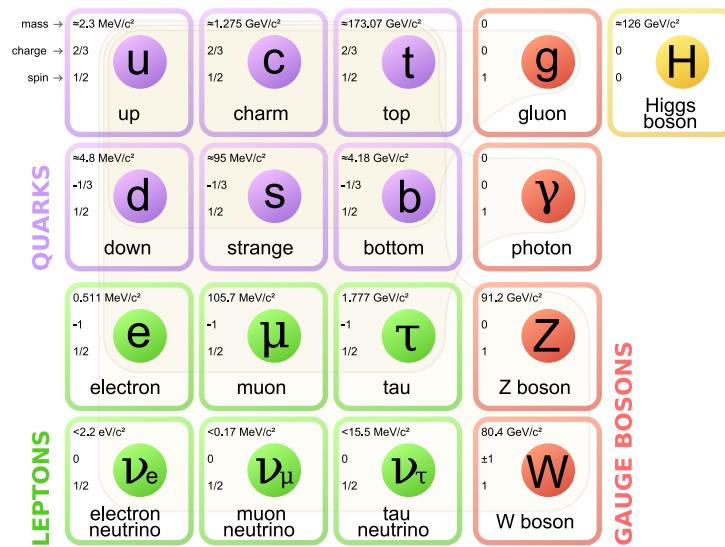 mass → ≈2.3 MeV/c² ≈1.275 GeV/c² ≈173.07 GeV/c² 0 ≈126 GeV/c²
charge → 2/3 2/3 2/3 0 0
spin → 1/2 1/2 1/2 1 0
u c t g H
up charm top gluon Higgs
boson
≈4.8 MeV/c² ≈95 MeV/c² ≈4.18 GeV/c² 0
-1/3 -1/3 -1/3 0
1/2 1/2 1/2 1
d s b γ
down strange bottom photon
QUARKS
0.511 MeV/c² 105.7 MeV/c² 1.777 GeV/c² 91.2 GeV/c²
-1 -1 -1 0
1/2 1/2 1/2 1
e μ τ Z
electron muon tau Z boson
<2.2 eV/c² <0.17 MeV/c² <15.5 MeV/c² 80.4 GeV/c²
0 0 0 ±1
1/2 1/2 1/2 1
νe νμ ντ W
electron muon tau W boson
neutrino neutrino neutrino
LEPTONS
GAUGE BOSONS